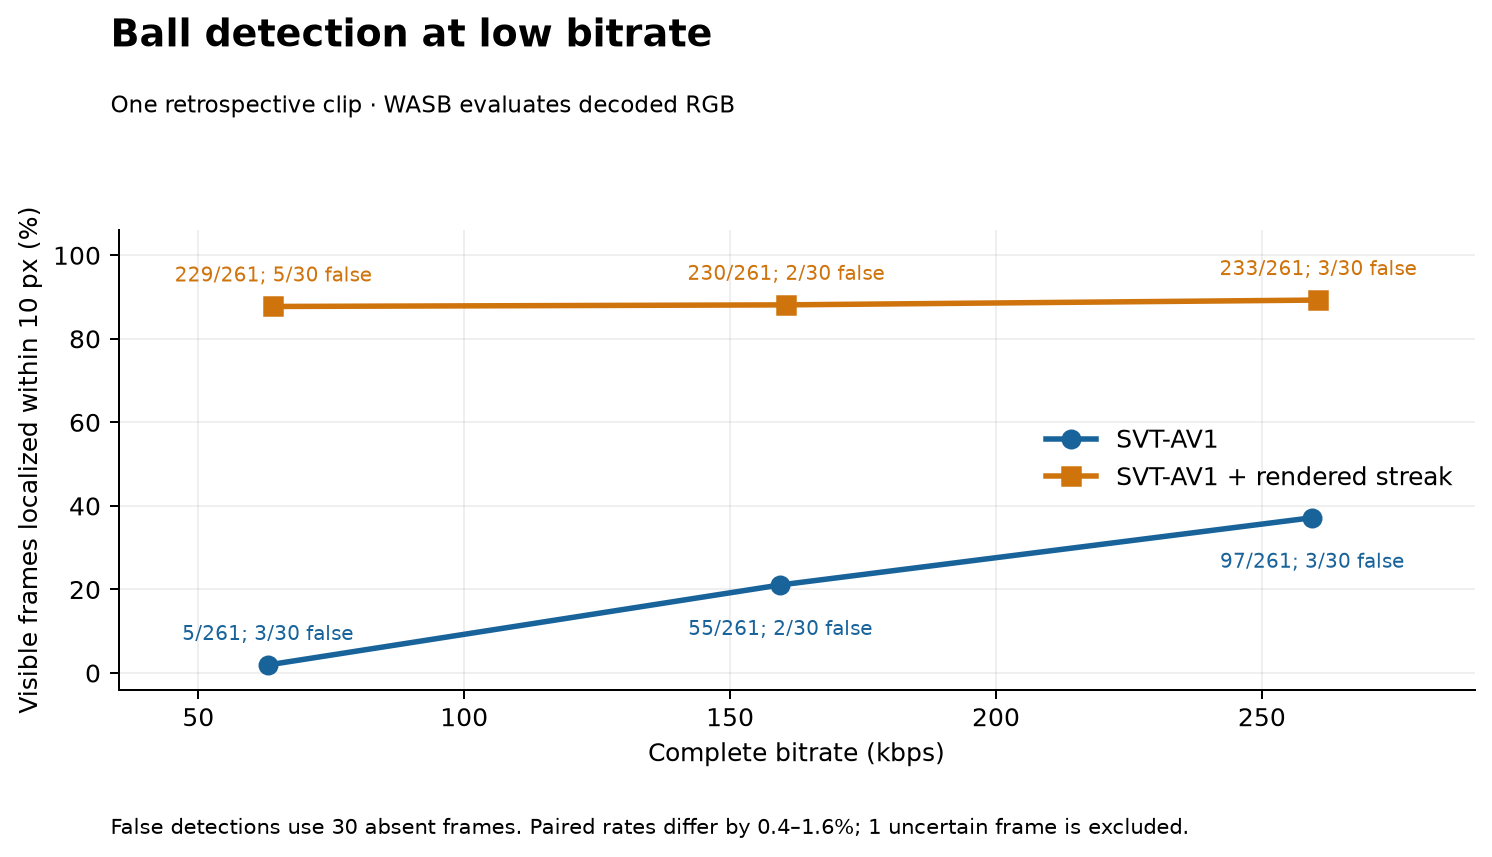 Ball detection at low bitrate
One retrospective clip · WASB evaluates decoded RGB
Visible frames localized within 10 px (%)
100
80
60
40
20
0
229/261; 5/30 false
230/261; 2/30 false
233/261; 3/30 false
SVT-AV1
SVT-AV1 + rendered streak
5/261; 3/30 false
55/261; 2/30 false
97/261; 3/30 false
50
100
150
200
250
Complete bitrate (kbps)
False detections use 30 absent frames. Paired rates differ by 0.4–1.6%; 1 uncertain frame is excluded.